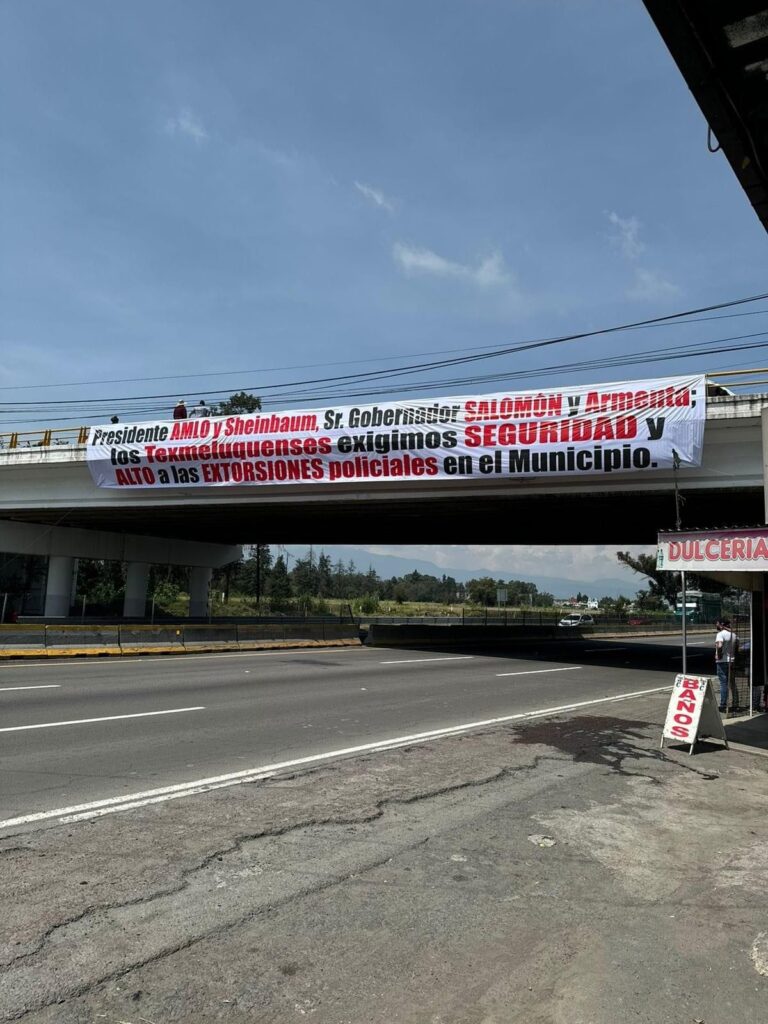 Presidente AMLO y Sheinbaum, Sr. Gobernador SALOMÓN y Armenta;
los Texmeluquenses exigimos SEGURIDAD y
ALTO a las EXTORSIONES policiales en el Municipio.
DULCERIA
BAÑOS